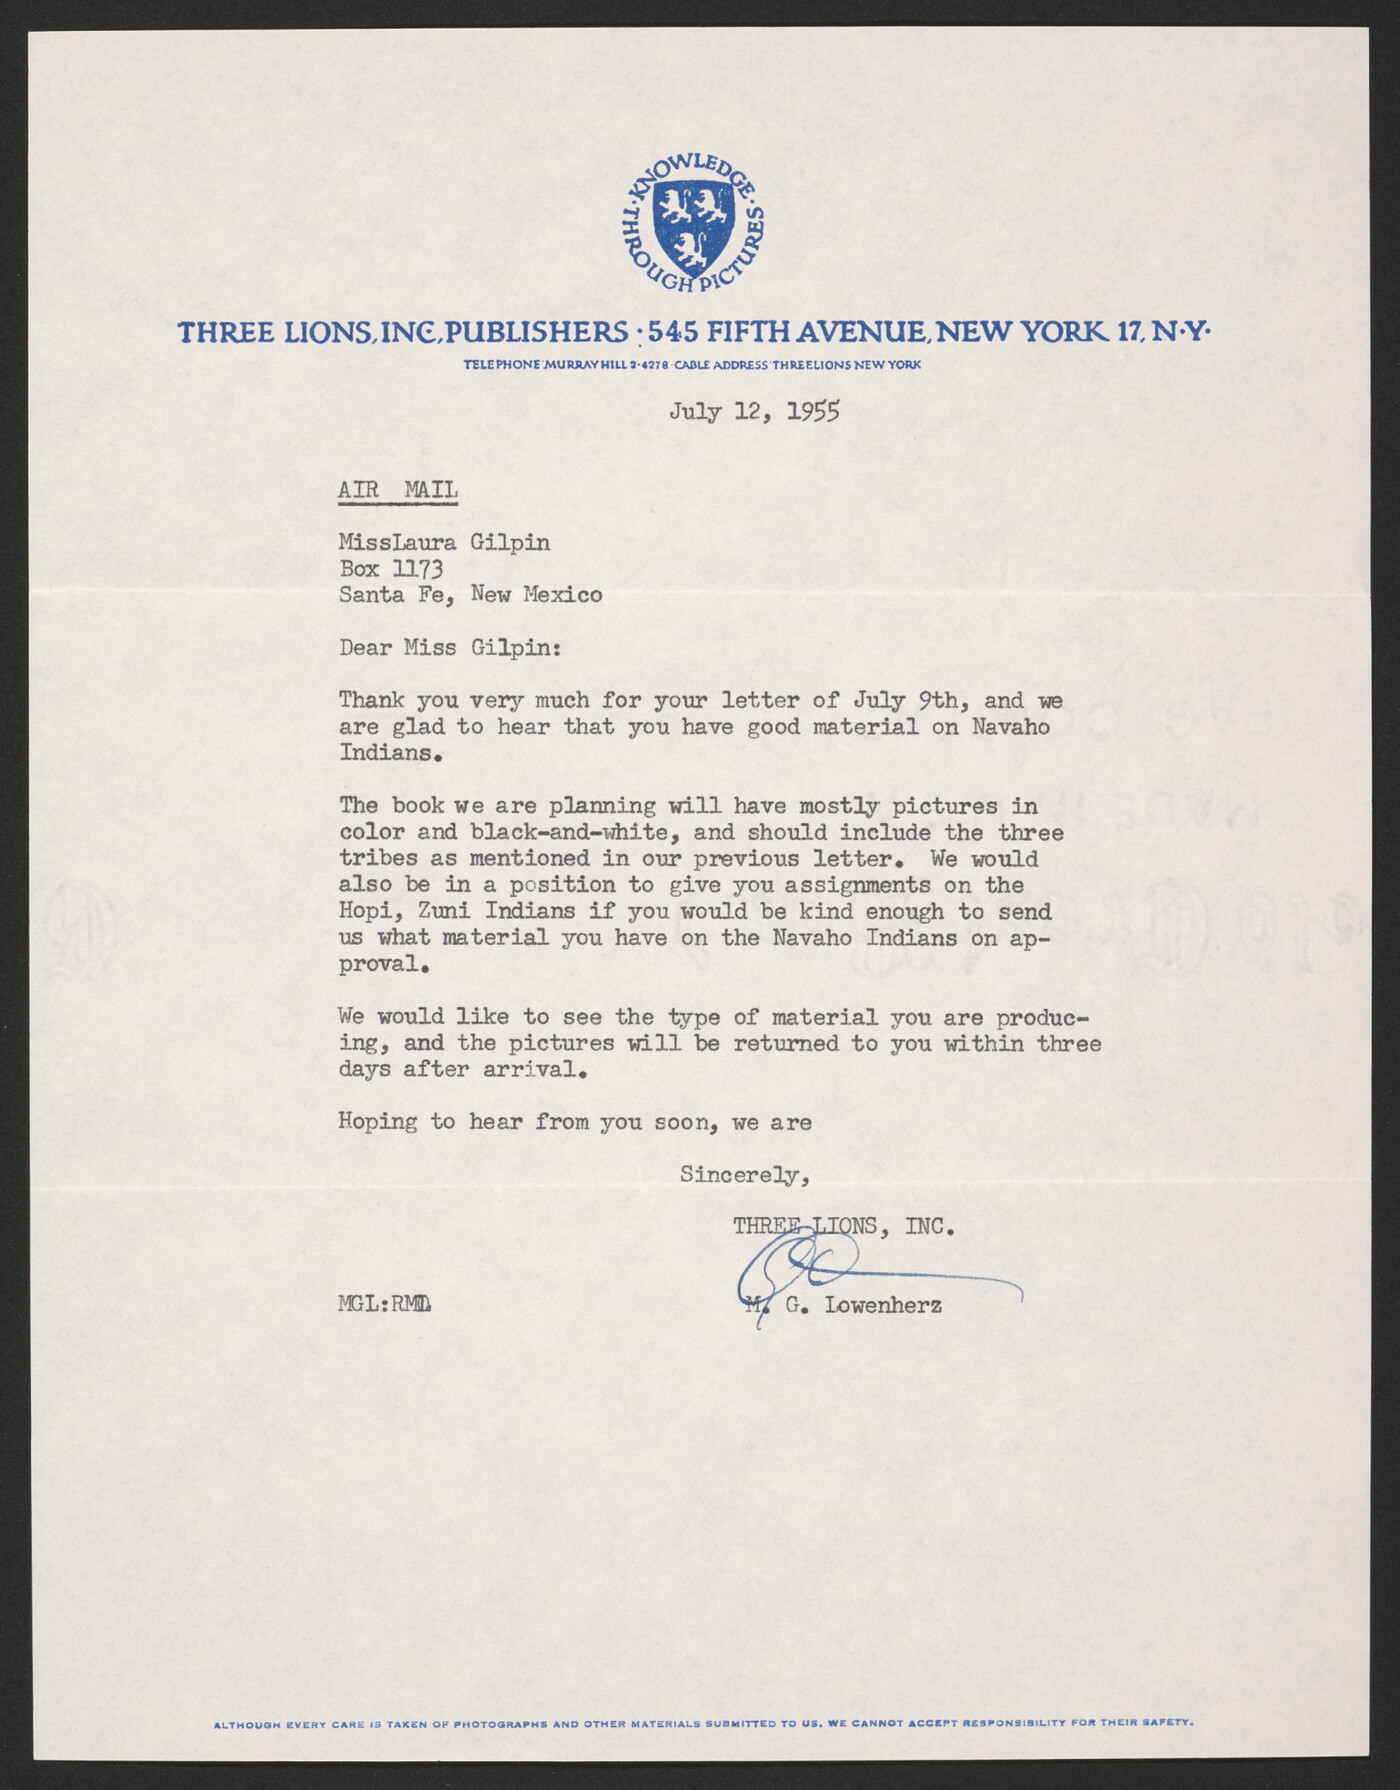 ·KNOWLEDGE·
THROUGH PICTURES
THREE LIONS, INC, PUBLISHERS · 545 FIFTH AVENUE, NEW YORK 17, N·Y·
TELEPHONE MURRAY HILL 2-4278 · CABLE ADDRESS THREELIONS NEW YORK
July 12, 1955
AIR MAIL
MissLaura Gilpin
Box 1173
Santa Fe, New Mexico
Dear Miss Gilpin:
Thank you very much for your letter of July 9th, and we
are glad to hear that you have good material on Navaho
Indians.
The book we are planning will have mostly pictures in
color and black-and-white, and should include the three
tribes as mentioned in our previous letter. We would
also be in a position to give you assignments on the
Hopi, Zuni Indians if you would be kind enough to send
us what material you have on the Navaho Indians on ap-
proval.
We would like to see the type of material you are produc-
ing, and the pictures will be returned to you within three
days after arrival.
Hoping to hear from you soon, we are
Sincerely,
THREE LIONS, INC.
M. G. Lowenherz
MGL:RML
ALTHOUGH EVERY CARE IS TAKEN OF PHOTOGRAPHS AND OTHER MATERIALS SUBMITTED TO US. WE CANNOT ACCEPT RESPONSIBILITY FOR THEIR SAFETY.